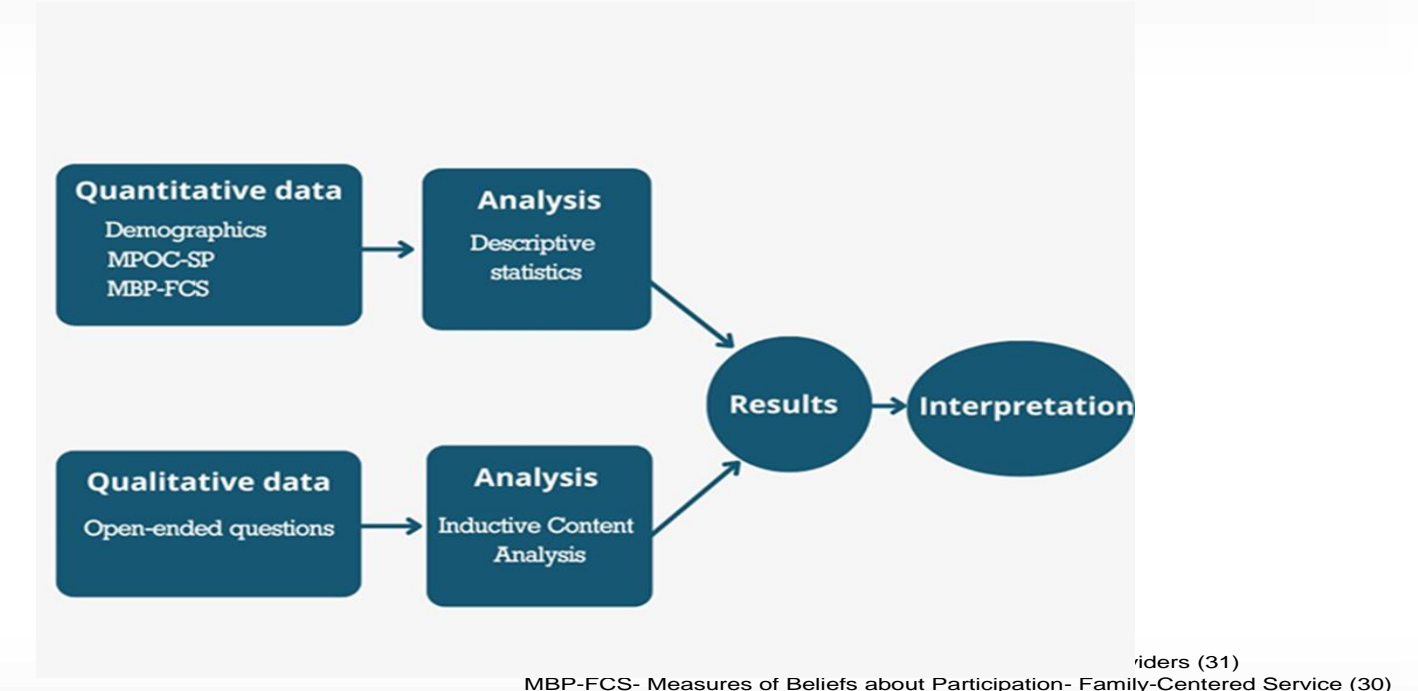 Quantitative data
Demographics
MPOC-SP
MBP-FCS
Analysis
Descriptive
statistics
Results
Interpretation
Qualitative data
Open-ended questions
Analysis
Inductive Content
Analysis
(31)
MBP-FCS- Measures of Beliefs about Participation- Family-Centered Service (30)